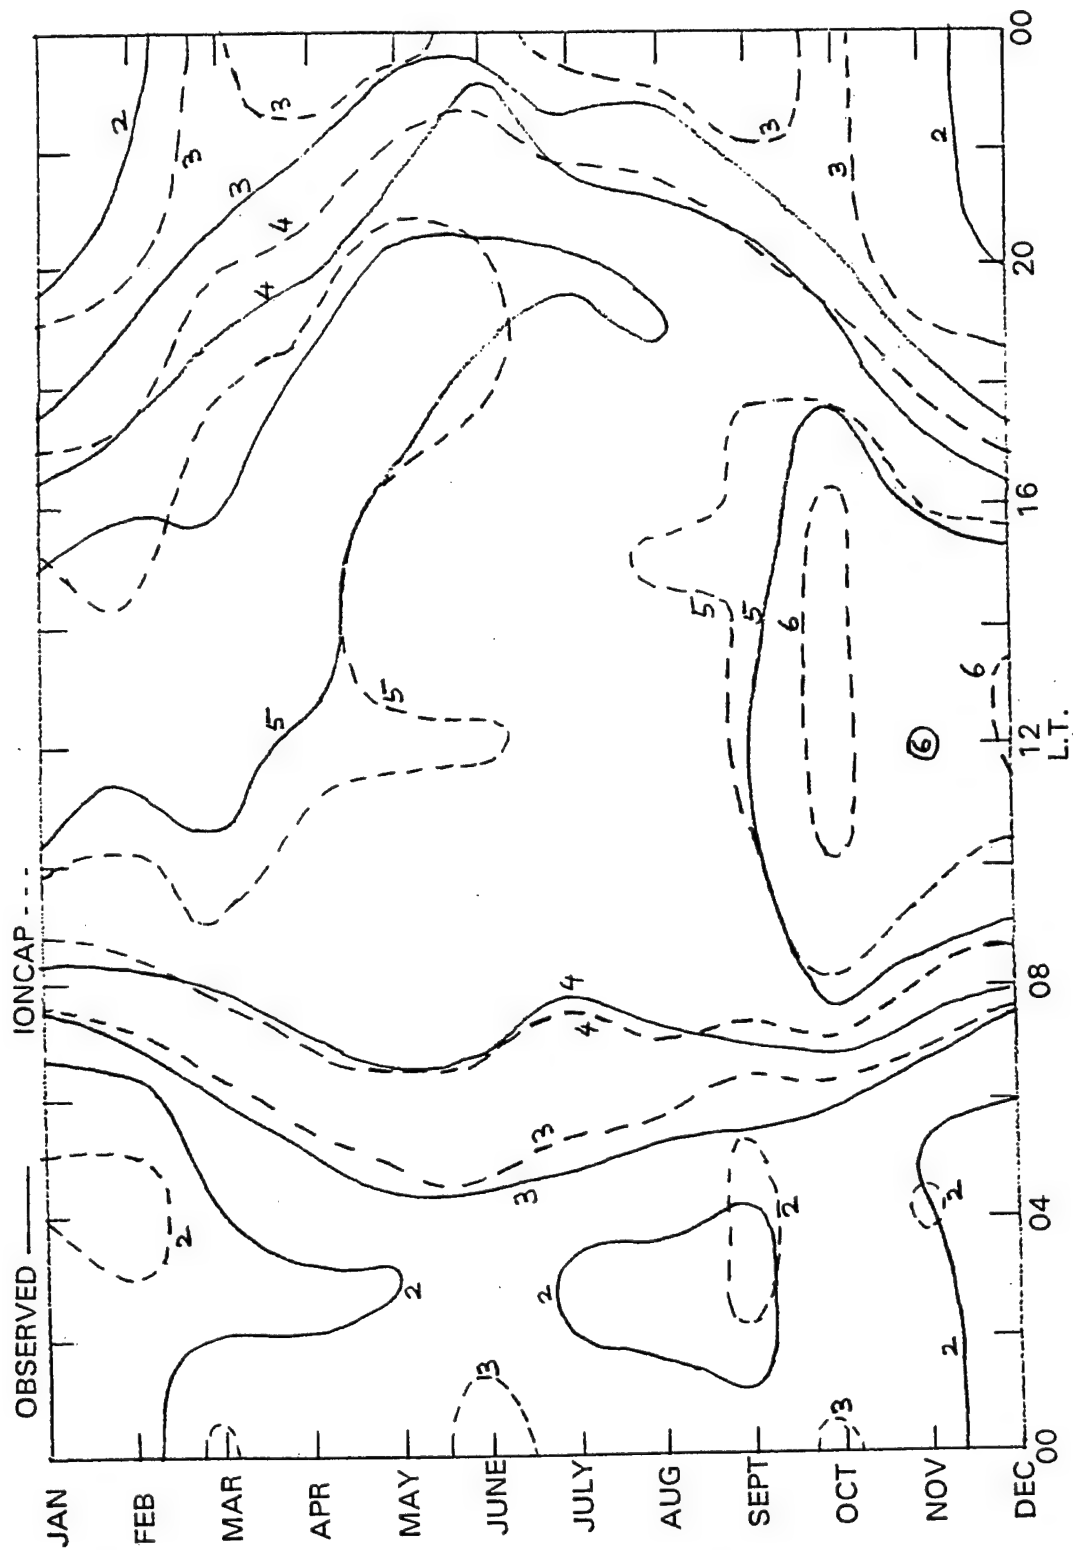 OBSERVED IONCAP
JAN
2
FEB
2 3
MAR 3
5 4 4 3
APR
MAY 2 5
JUNE 3
3 3
2 4
JULY 4
AUG
5
SEPT 5 3
2 6
OCT 3 3
NOV 6 2
2 2 6
DEC
00 04 08 12 16 20 00
L.T.